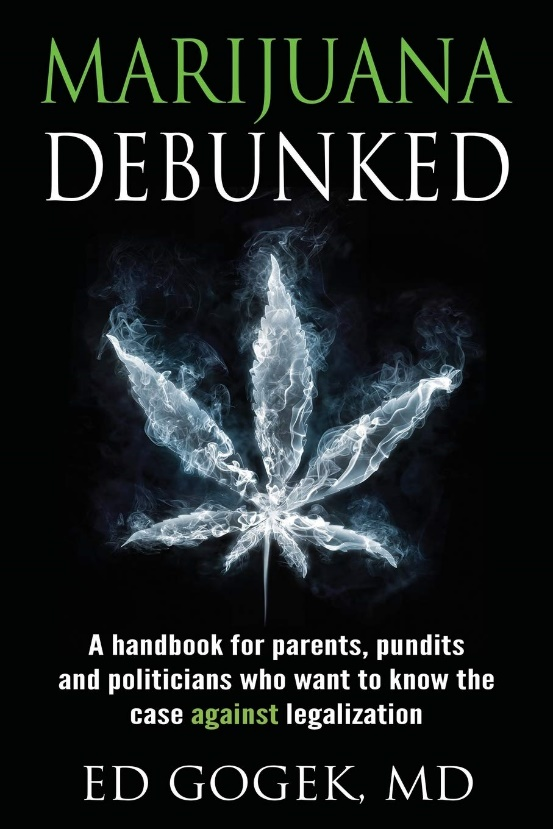 MARIJUANA
DEBUNKED
A handbook for parents, pundits
and politicians who want to know the
case against legalization
ED GOGEK, MD